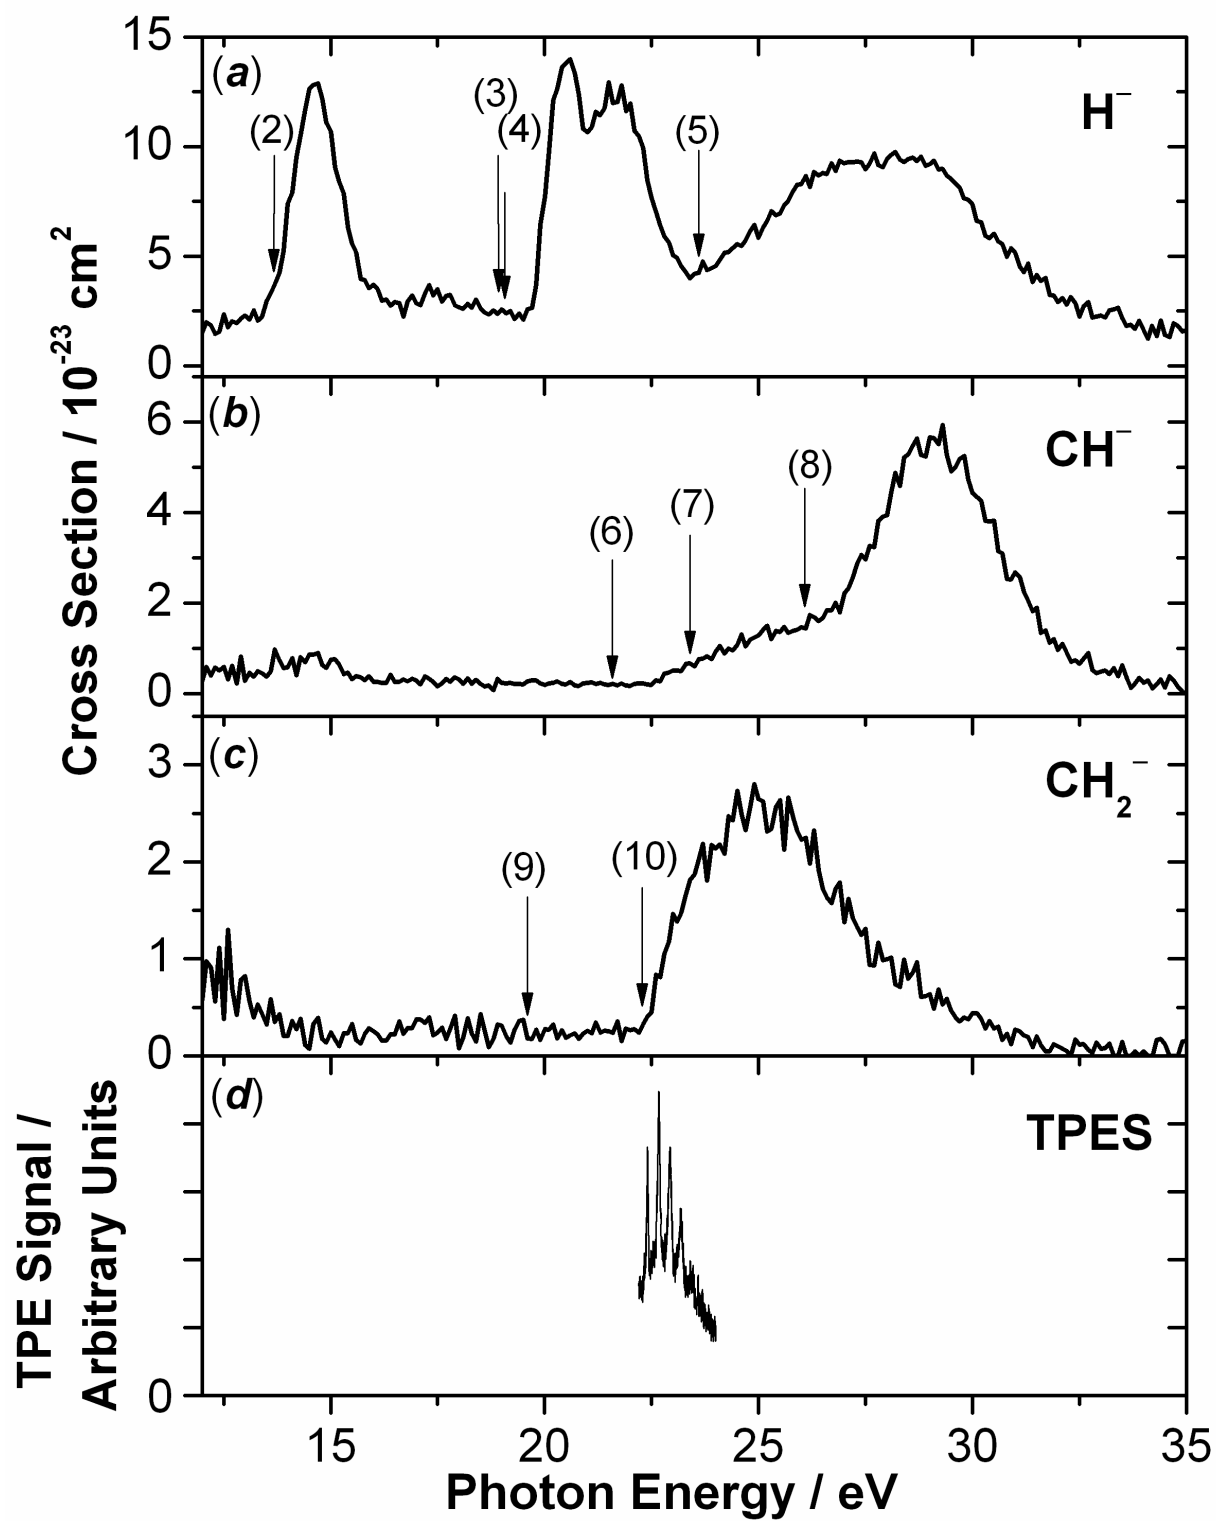 15
(a)
H⁻
(3)
(2)
(4)
(5)
10
5
0
Cross Section / 10⁻²³ cm²
(b)
CH⁻
6
(8)
(7)
(6)
4
2
0
(c)
CH₂⁻
3
(9)
(10)
2
1
0
(d)
TPES
TPE Signal /
Arbitrary Units
0
15 20 25 30 35
Photon Energy / eV